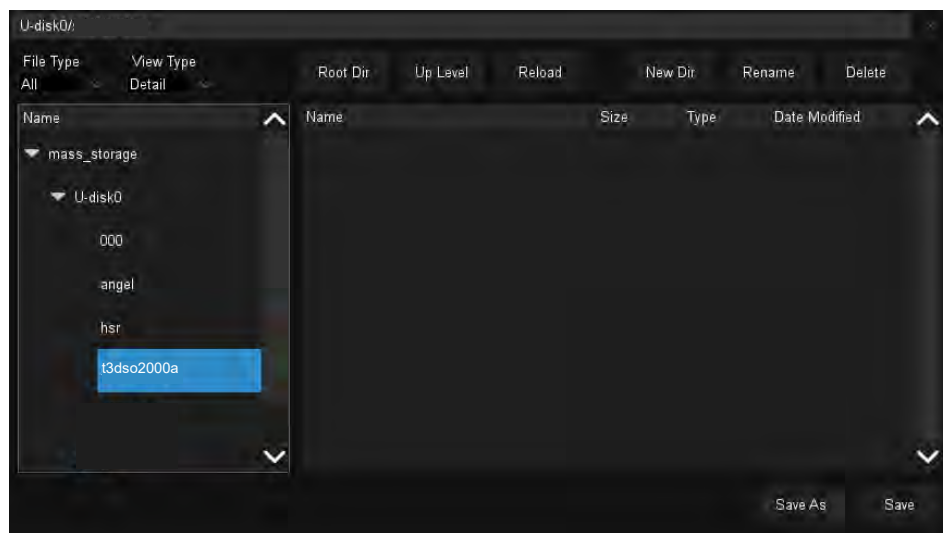 U-disk0/:
File Type View Type
All Detail
Root Dir Up Level Reload New Dir Rename Delete
Name
mass_storage
U-disk0
000
angel
hsr
t3dso2000a
Name Size Type Date Modified
Save As Save